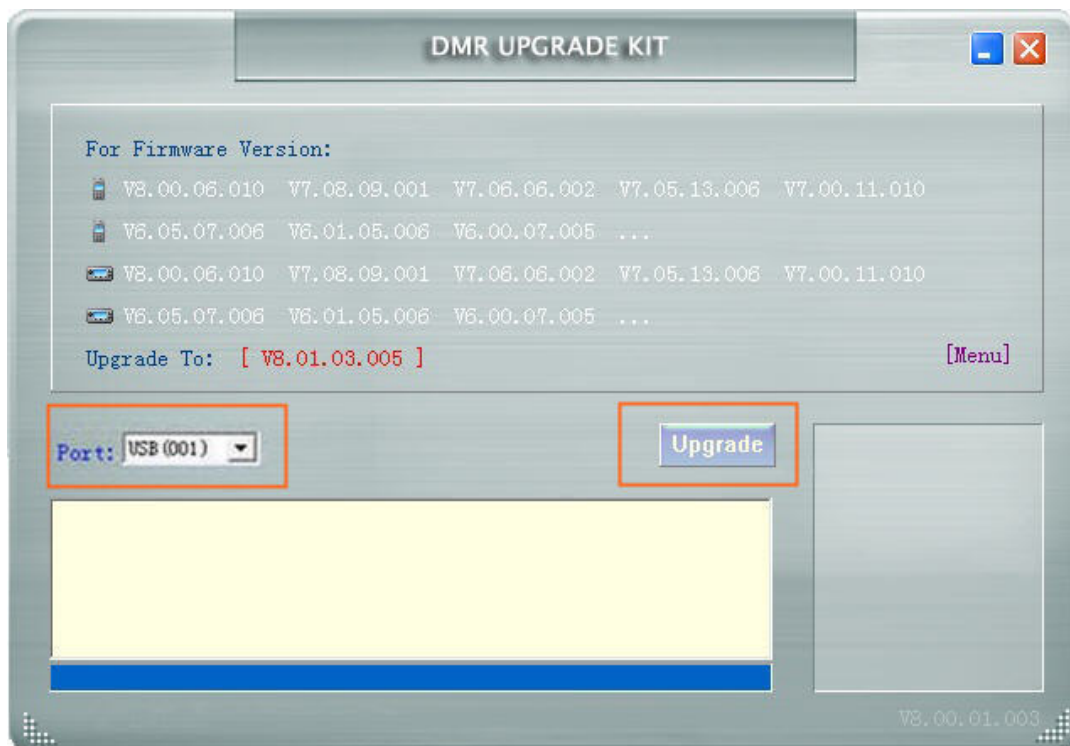 DMR UPGRADE KIT
For Firmware Version:
V8.00.06.010 V7.08.09.001 V7.06.06.002 V7.05.13.006 V7.00.11.010
V6.05.07.006 V6.01.05.006 V6.00.07.005 ...
V8.00.06.010 V7.08.09.001 V7.06.06.002 V7.05.13.006 V7.00.11.010
V6.05.07.006 V6.01.05.006 V6.00.07.005 ...
Upgrade To: [ V8.01.03.005 ] [Menu]
Port: USB(001) Upgrade
V8.00.01.003